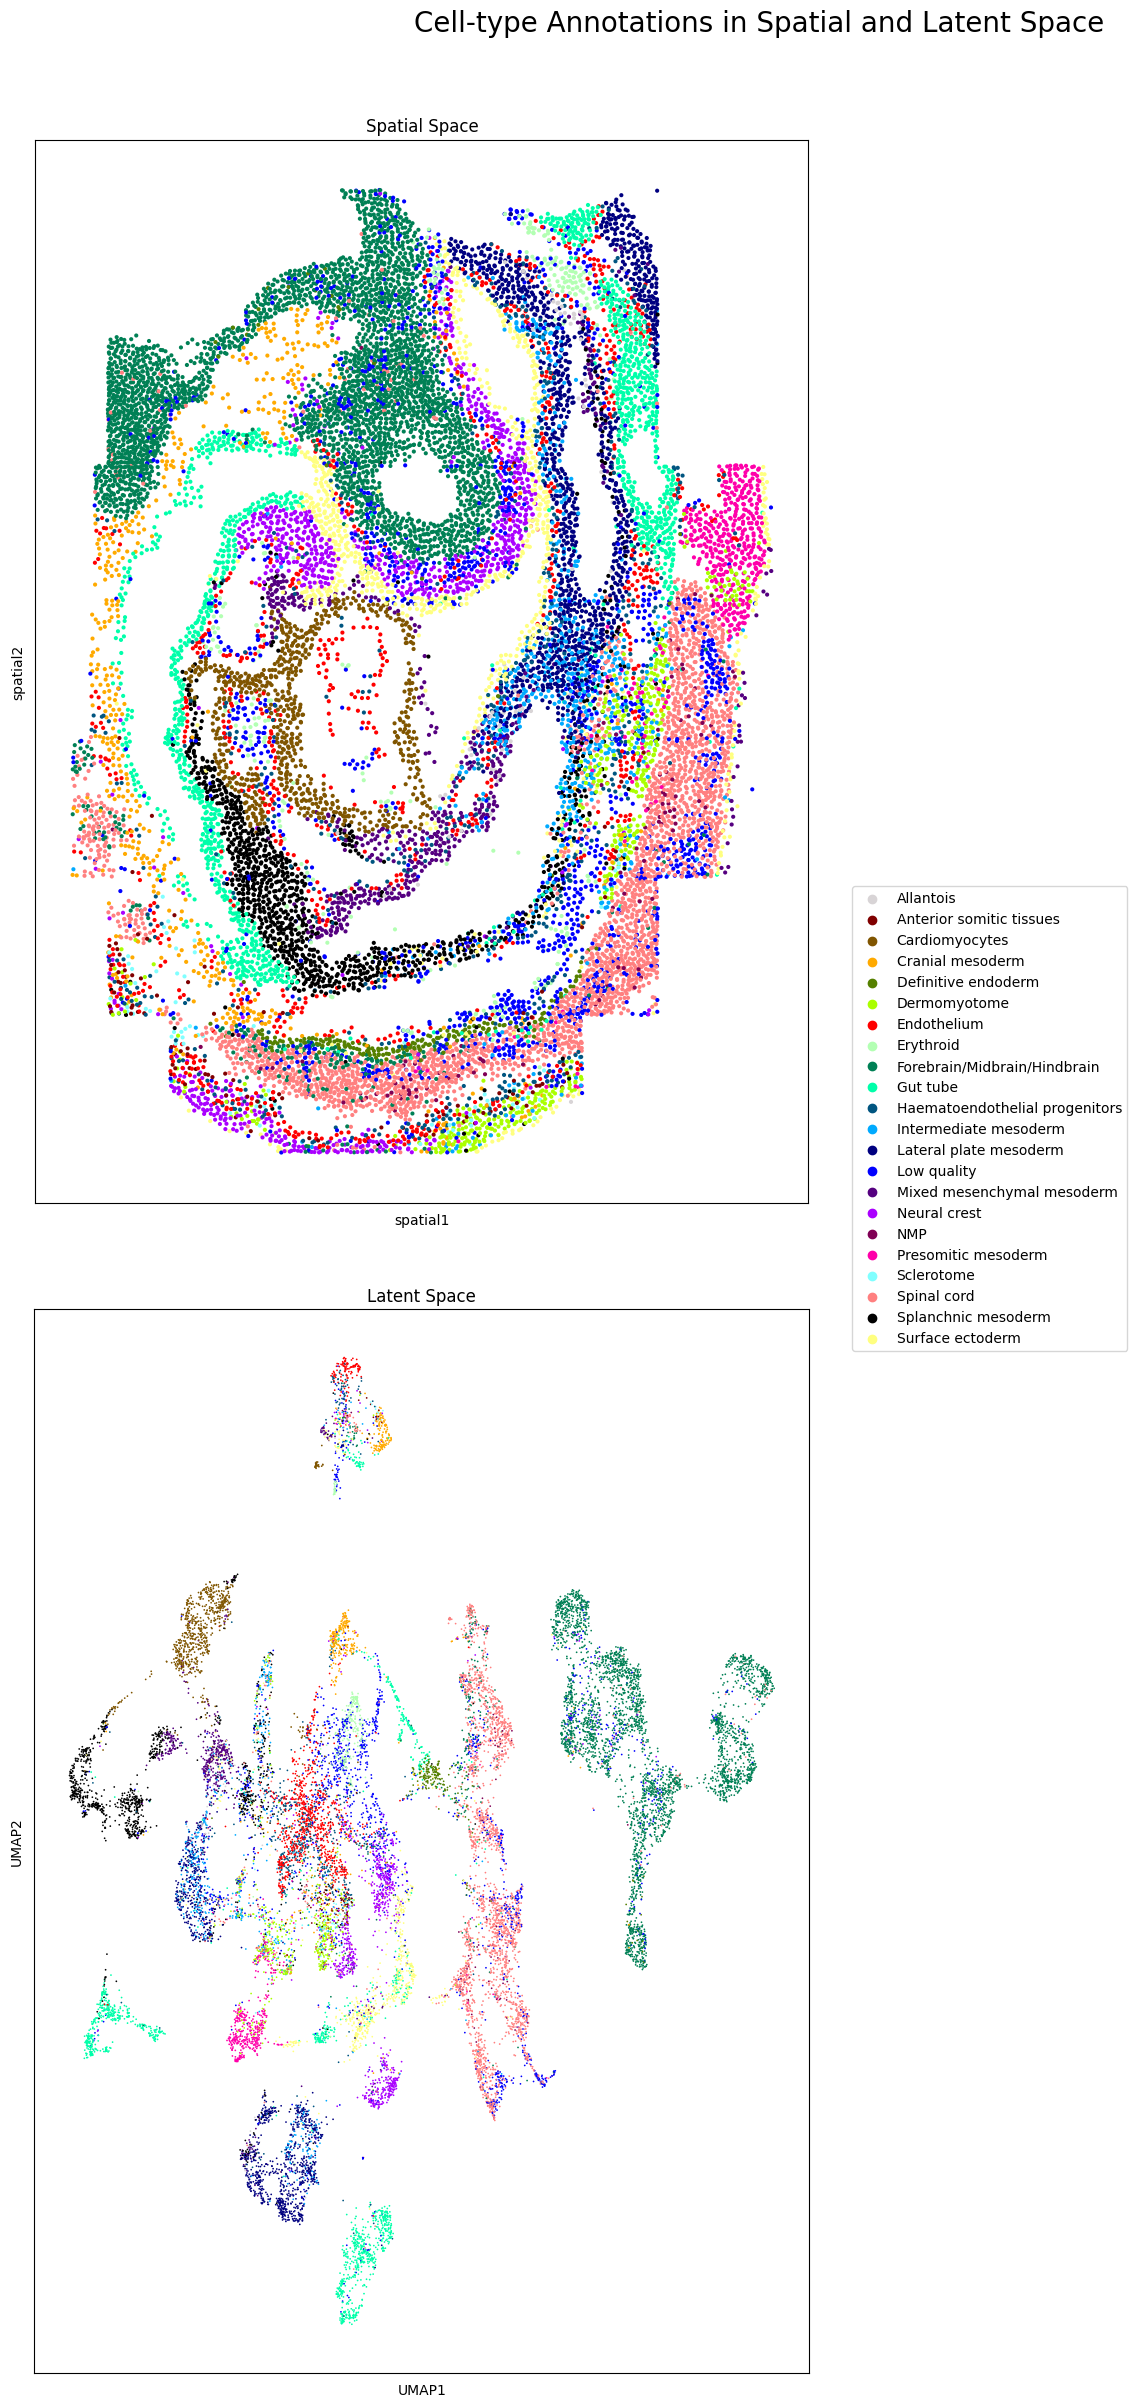 Cell-type Annotations in Spatial and Latent Space
Spatial Space
spatial2
spatial1
Allantois
Anterior somitic tissues
Cardiomyocytes
Cranial mesoderm
Definitive endoderm
Dermomyotome
Endothelium
Erythroid
Forebrain/Midbrain/Hindbrain
Gut tube
Haematoendothelial progenitors
Intermediate mesoderm
Lateral plate mesoderm
Low quality
Mixed mesenchymal mesoderm
Neural crest
NMP
Presomitic mesoderm
Sclerotome
Spinal cord
Splanchnic mesoderm
Surface ectoderm
Latent Space
UMAP2
UMAP1